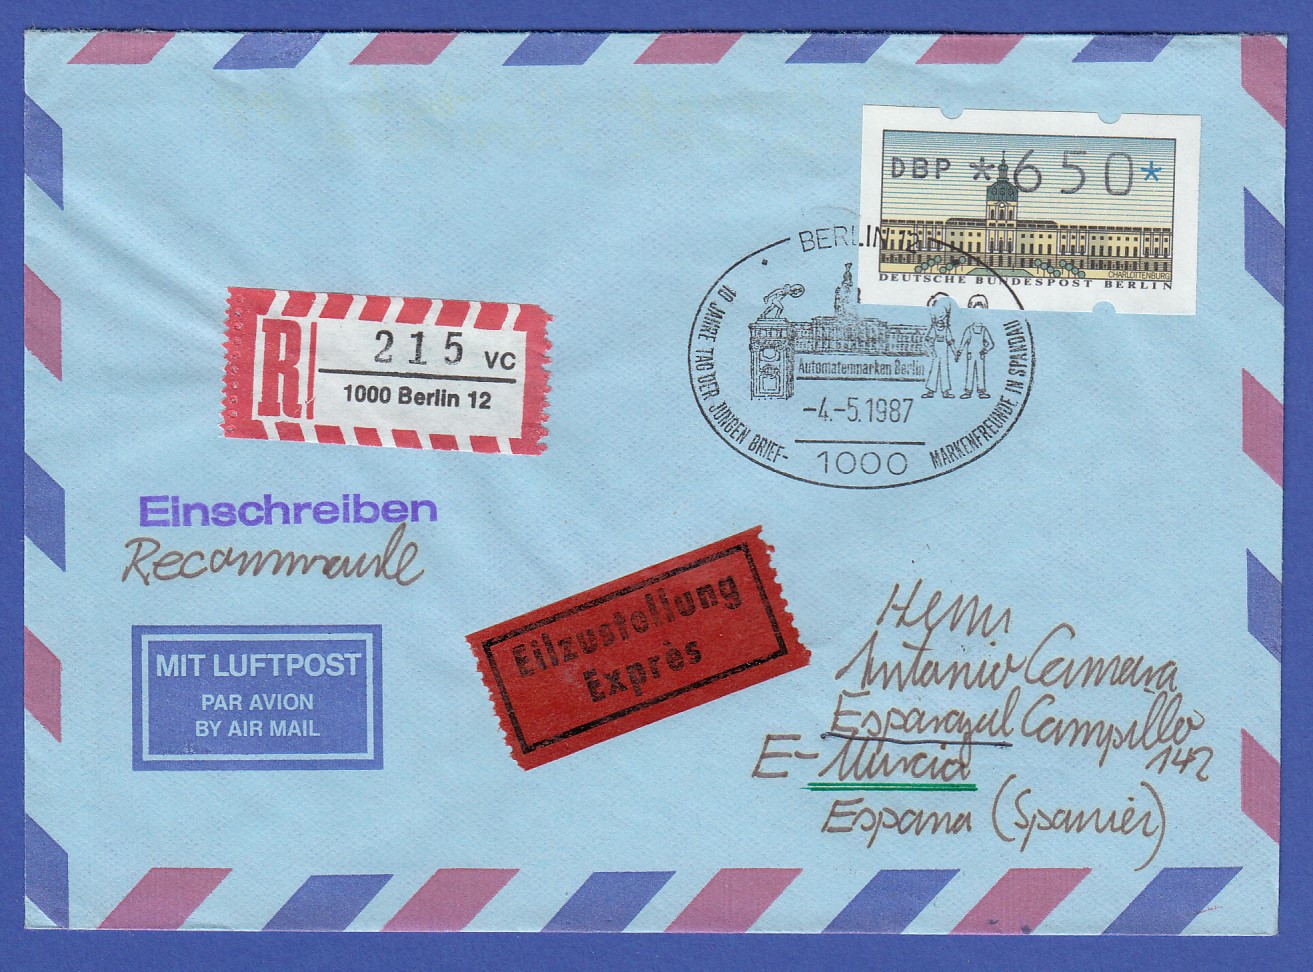 DBP *650*
CHARLOTTENBURG
DEUTSCHE BUNDESPOST BERLIN
BERLIN 12
10 JAHRE TAG DER JUNGEN BRIEF-
MARKENFREUNDE IN SPANDAU
Automatenmarken Berlin
-4.-5.1987
1000
R
215 VC
1000 Berlin 12
Einschreiben
Recommande
MIT LUFTPOST
PAR AVION
BY AIR MAIL
Eilzustellung
Exprès
Herrn
Antonio
Esparagal Campillo
142
E-Murcia
Espana (Spanien)